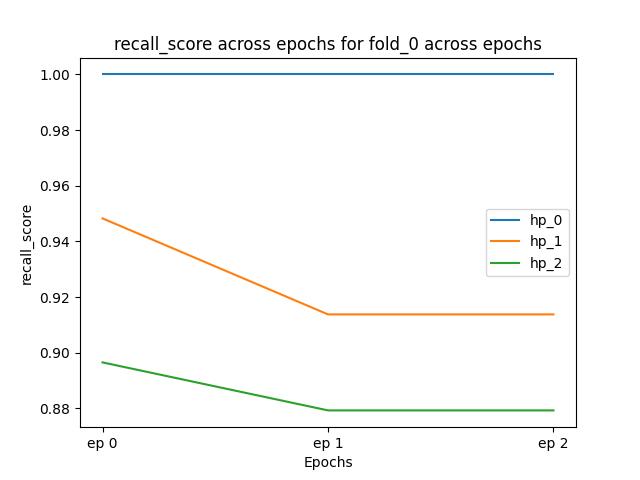 recall_score across epochs for fold_0 across epochs
1.00
0.98
0.96
0.94
0.92
0.90
0.88
recall_score
hp_0
hp_1
hp_2
ep 0
ep 1
ep 2
Epochs